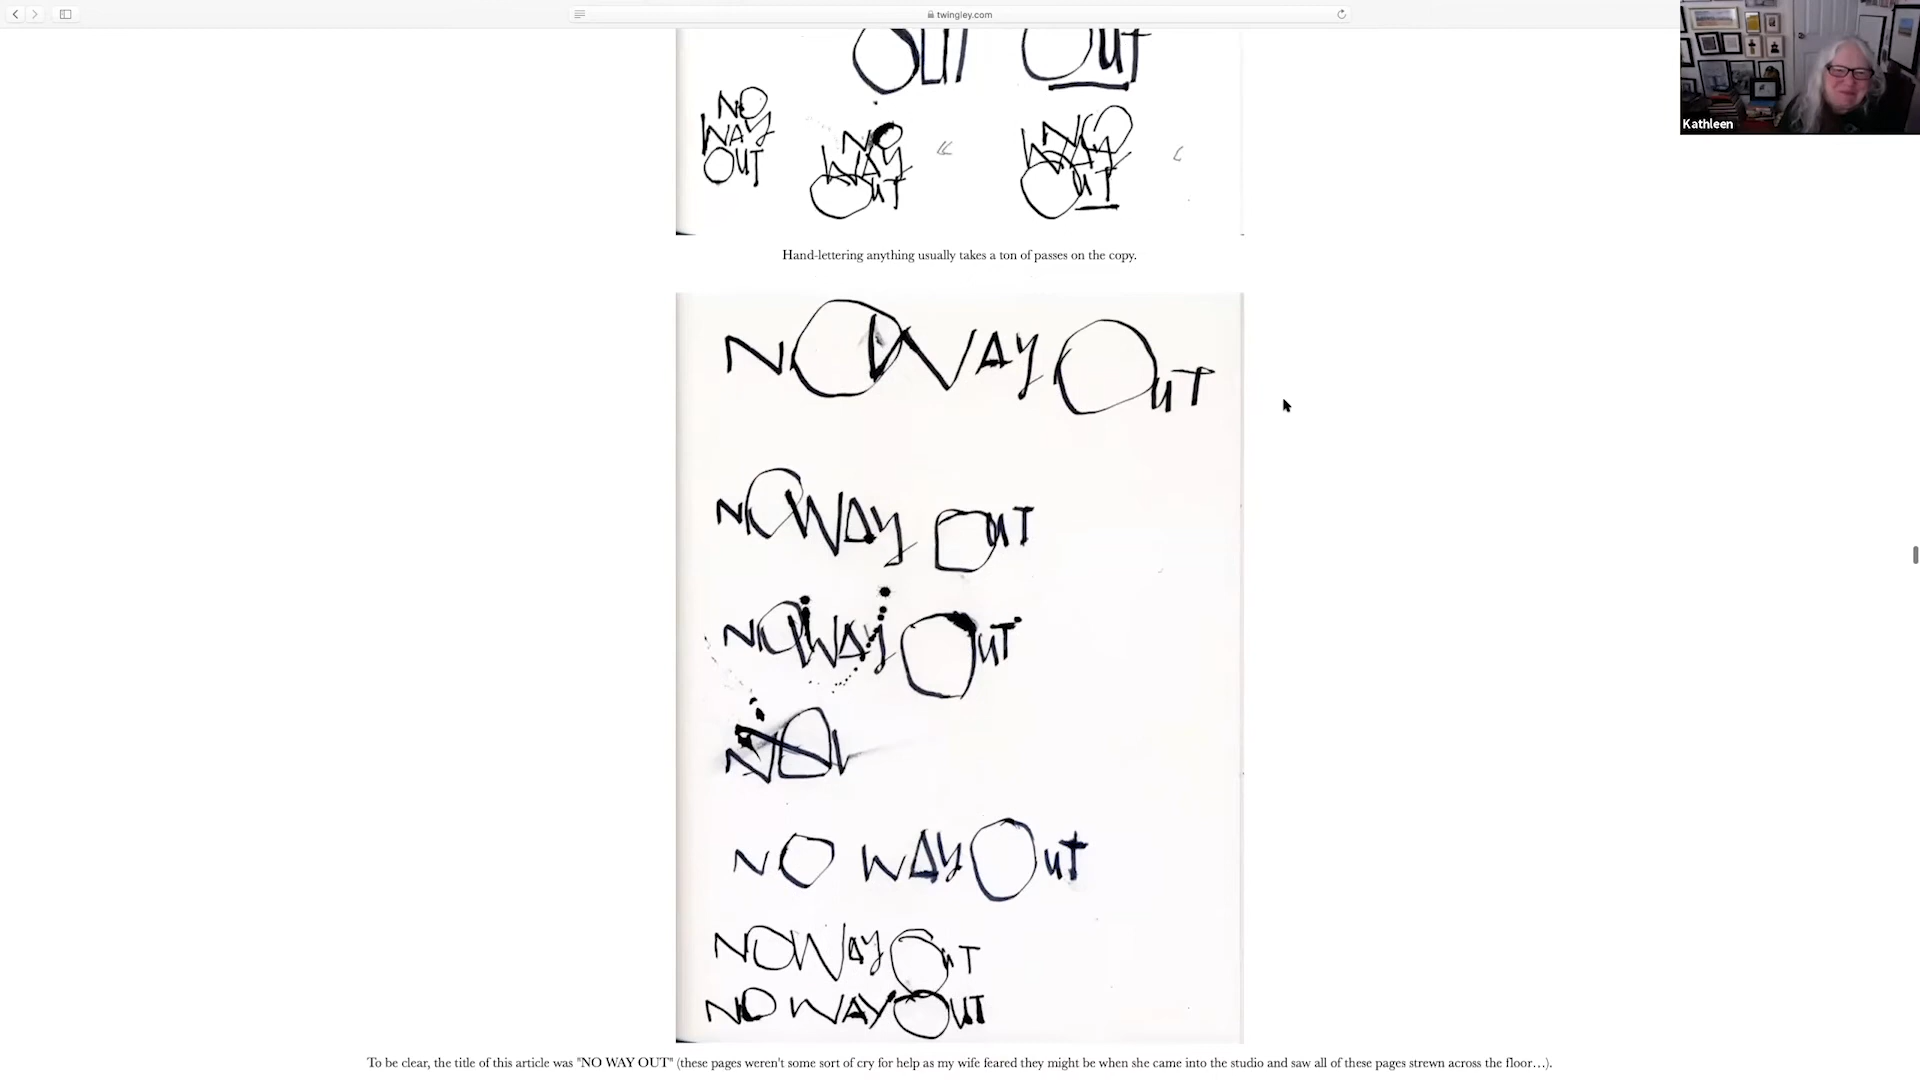 twingley.com
Kathleen
OUT OUT
NO
WAY
OUT
NO
WAY
OUT
NO
WAY
OUT
Hand-lettering anything usually takes a ton of passes on the copy.
NO WAY OUT
NO WAY OUT
NO WAY OUT
NO
NO WAY OUT
NO WAY OUT
NO WAY OUT
To be clear, the title of this article was "NO WAY OUT" (these pages weren't some sort of cry for help as my wife feared they might be when she came into the studio and saw all of these pages strewn across the floor…).